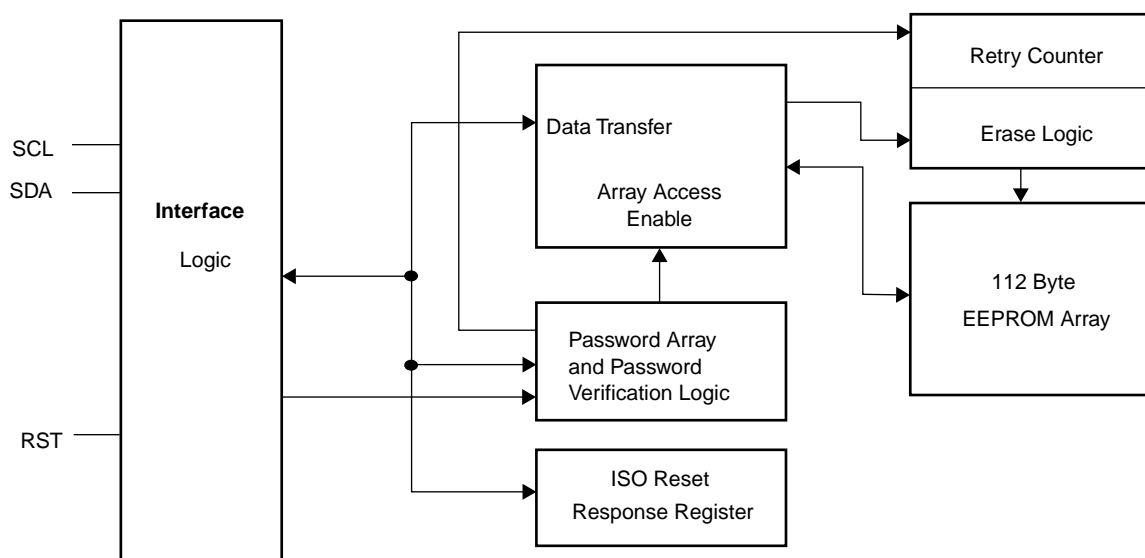 SCL
SDA
RST
Interface
Logic
Data Transfer
Array Access
Enable
Password Array
and Password
Verification Logic
ISO Reset
Response Register
Retry Counter
Erase Logic
112 Byte
EEPROM Array